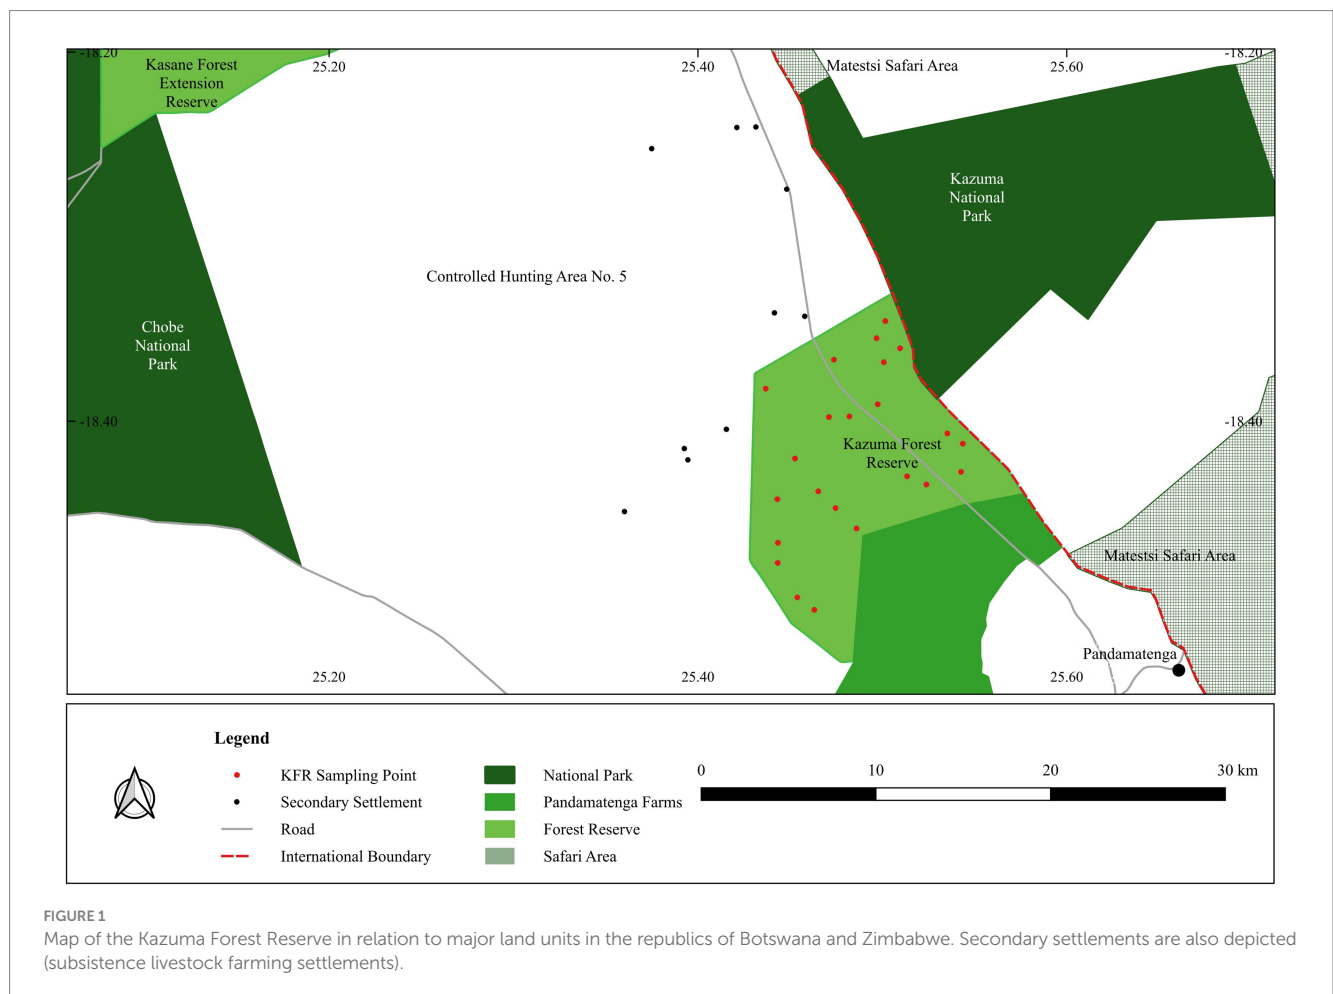 -18.20
25.20
25.40
25.60
-18.20
Kasane Forest
Extension
Reserve
Matestsi Safari Area
Kazuma
National
Park
Controlled Hunting Area No. 5
Chobe
National
Park
-18.40
-18.40
Kazuma Forest
Reserve
Matestsi Safari Area
Pandamatenga
25.20
25.40
25.60
Legend
KFR Sampling Point
Secondary Settlement
Road
International Boundary
National Park
Pandamatenga Farms
Forest Reserve
Safari Area
0 10 20 30 km
FIGURE 1
Map of the Kazuma Forest Reserve in relation to major land units in the republics of Botswana and Zimbabwe. Secondary settlements are also depicted
(subsistence livestock farming settlements).